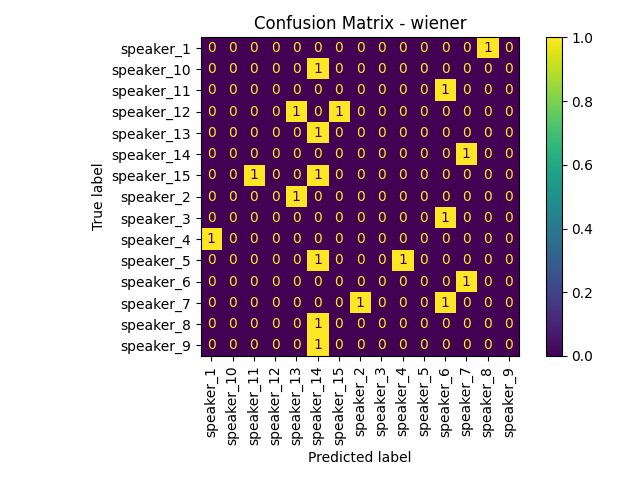 Confusion Matrix - wiener
speaker_1 0 0 0 0 0 0 0 0 0 0 0 0 0 1 0
speaker_10 0 0 0 0 0 1 0 0 0 0 0 0 0 0 0
speaker_11 0 0 0 0 0 0 0 0 0 0 0 1 0 0 0
speaker_12 0 0 0 0 1 0 1 0 0 0 0 0 0 0 0
speaker_13 0 0 0 0 0 1 0 0 0 0 0 0 0 0 0
speaker_14 0 0 0 0 0 0 0 0 0 0 0 0 1 0 0
speaker_15 0 0 1 0 0 1 0 0 0 0 0 0 0 0 0
speaker_2 0 0 0 0 1 0 0 0 0 0 0 0 0 0 0
speaker_3 0 0 0 0 0 0 0 0 0 0 0 1 0 0 0
speaker_4 1 0 0 0 0 0 0 0 0 0 0 0 0 0 0
speaker_5 0 0 0 0 0 1 0 0 0 1 0 0 0 0 0
speaker_6 0 0 0 0 0 0 0 0 0 0 0 0 1 0 0
speaker_7 0 0 0 0 0 0 0 1 0 0 0 1 0 0 0
speaker_8 0 0 0 0 0 1 0 0 0 0 0 0 0 0 0
speaker_9 0 0 0 0 0 1 0 0 0 0 0 0 0 0 0
True label
speaker_1
speaker_10
speaker_11
speaker_12
speaker_13
speaker_14
speaker_15
speaker_2
speaker_3
speaker_4
speaker_5
speaker_6
speaker_7
speaker_8
speaker_9
Predicted label
1.0
0.8
0.6
0.4
0.2
0.0